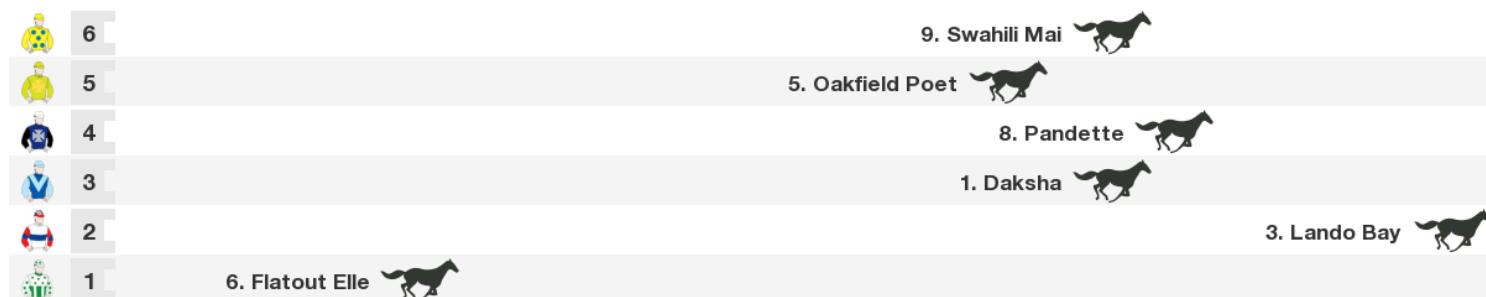 6 9. Swahili Mai
5 5. Oakfield Poet
4 8. Pandette
3 1. Daksha
2 3. Lando Bay
1 6. Flatout Elle